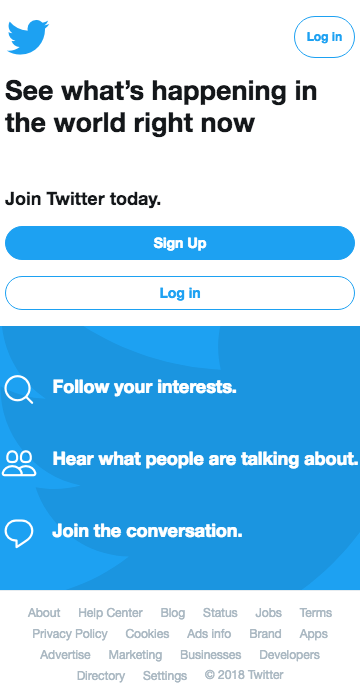 Log in
See what's happening in
the world right now
Join Twitter today.
Sign Up
Log in
Follow your interests.
Hear what people are talking about.
Join the conversation.
About Help Center Blog Status Jobs Terms
Privacy Policy Cookies Ads info Brand Apps
Advertise Marketing Businesses Developers
Directory Settings © 2018 Twitter